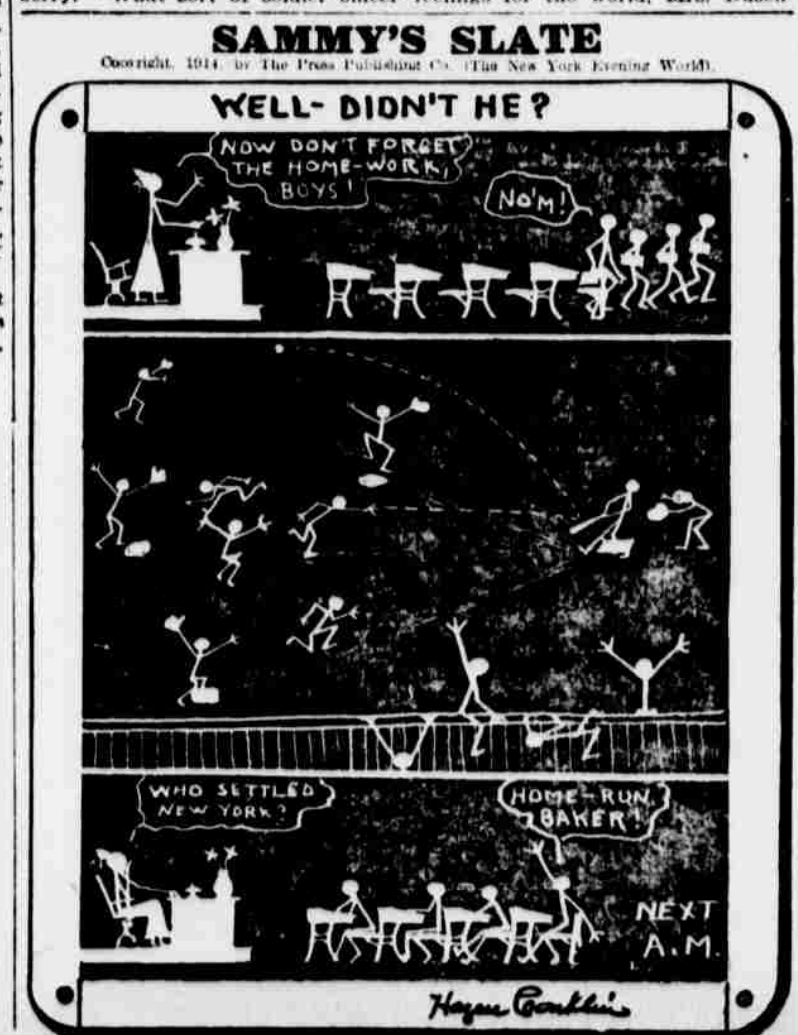 SAMMY'S SLATE
Copyright, 1914, by The Press Publishing Co. (The New York Evening World).
WELL- DIDN'T HE?
NOW DON'T FORGET
THE HOME-WORK,
BOYS!
NO'M!
WHO SETTLED
NEW YORK?
HOME-RUN
BAKER!
NEXT
A.M.
Hayne Conklin